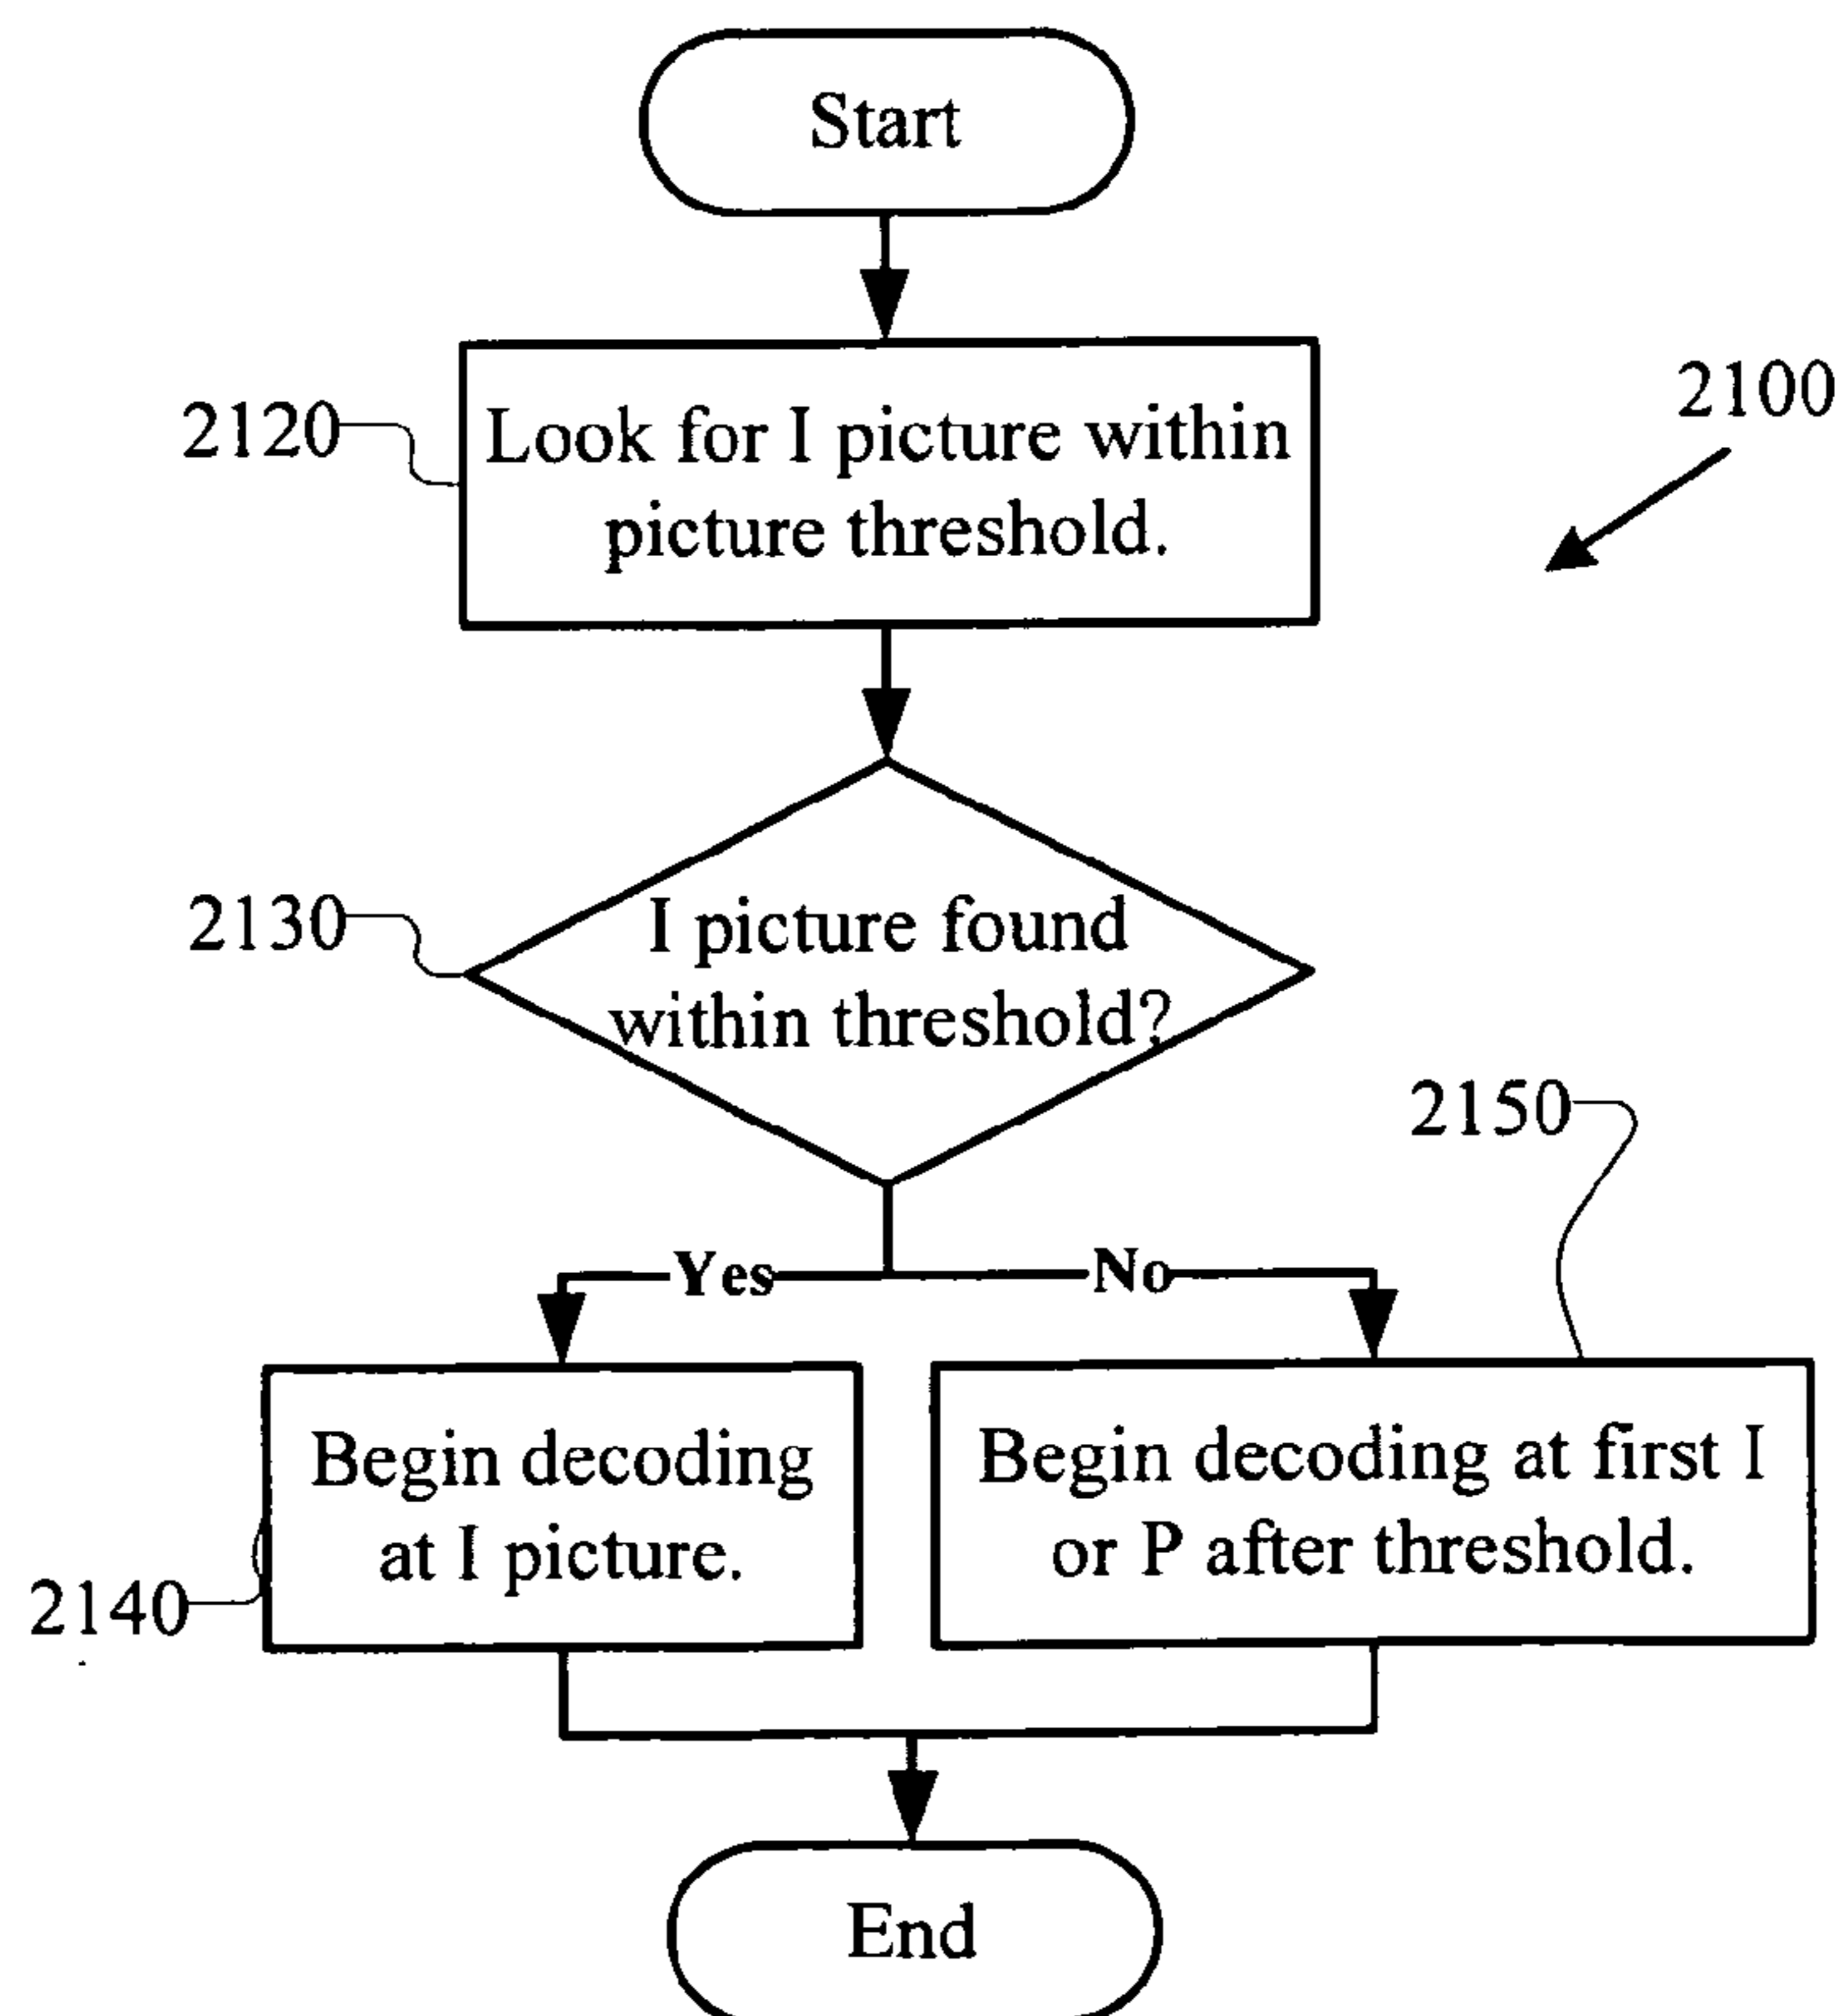 Start
2100
2120
Look for I picture within
picture threshold.
2130
I picture found
within threshold?
2150
Yes
No
Begin decoding
at I picture.
Begin decoding at first I
or P after threshold.
2140
End